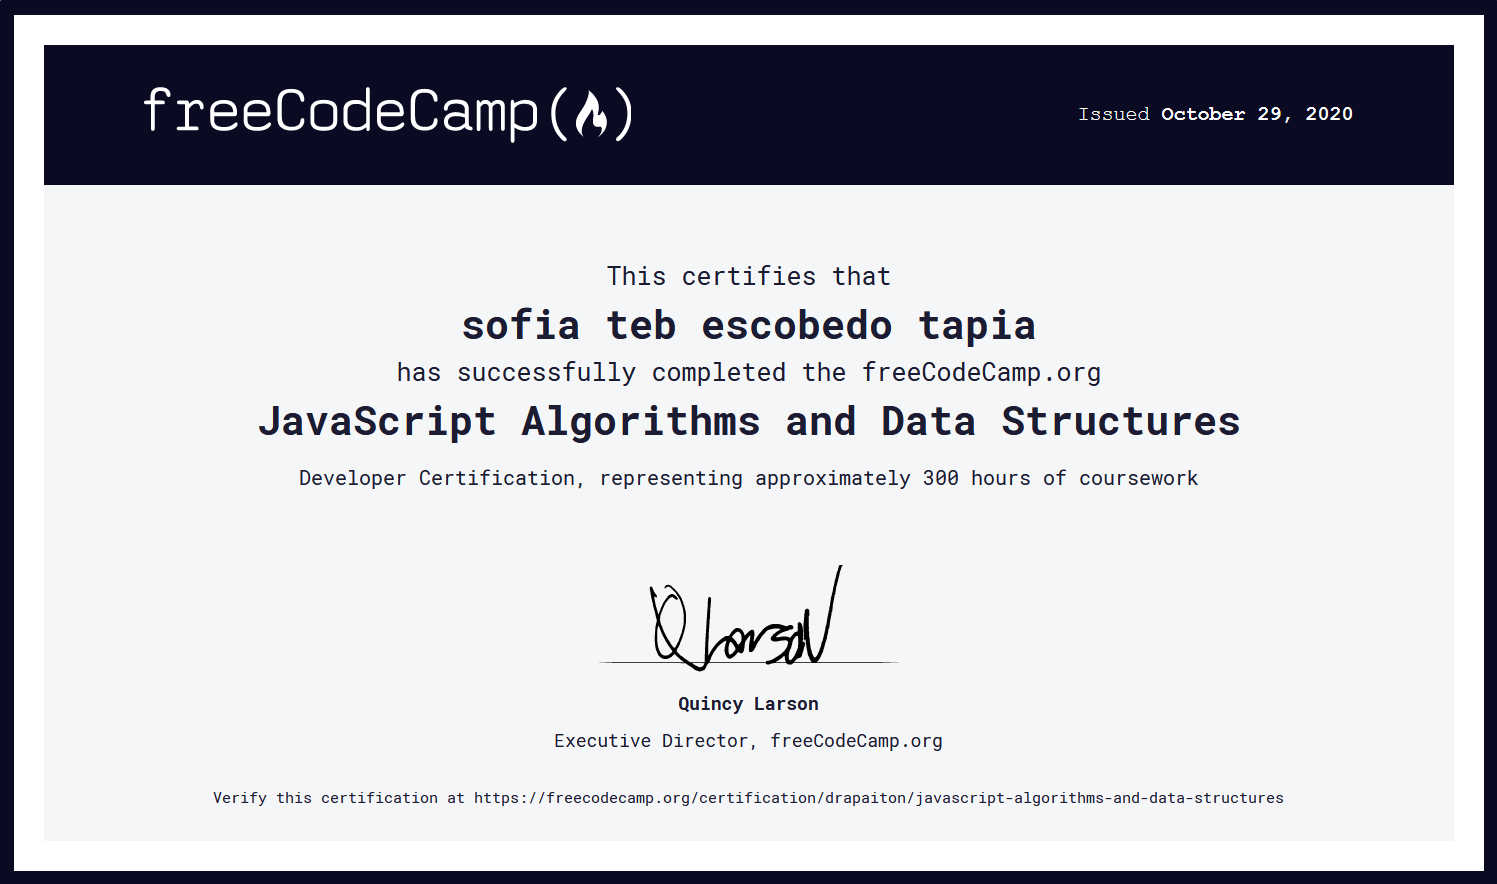 freeCodeCamp
Issued October 29, 2020
This certifies that
sofia teb escobedo tapia
has successfully completed the freeCodeCamp.org
JavaScript Algorithms and Data Structures
Developer Certification, representing approximately 300 hours of coursework
Q Larson
Quincy Larson
Executive Director, freeCodeCamp.org
Verify this certification at https://freecodecamp.org/certification/drapaiton/javascript-algorithms-and-data-structures